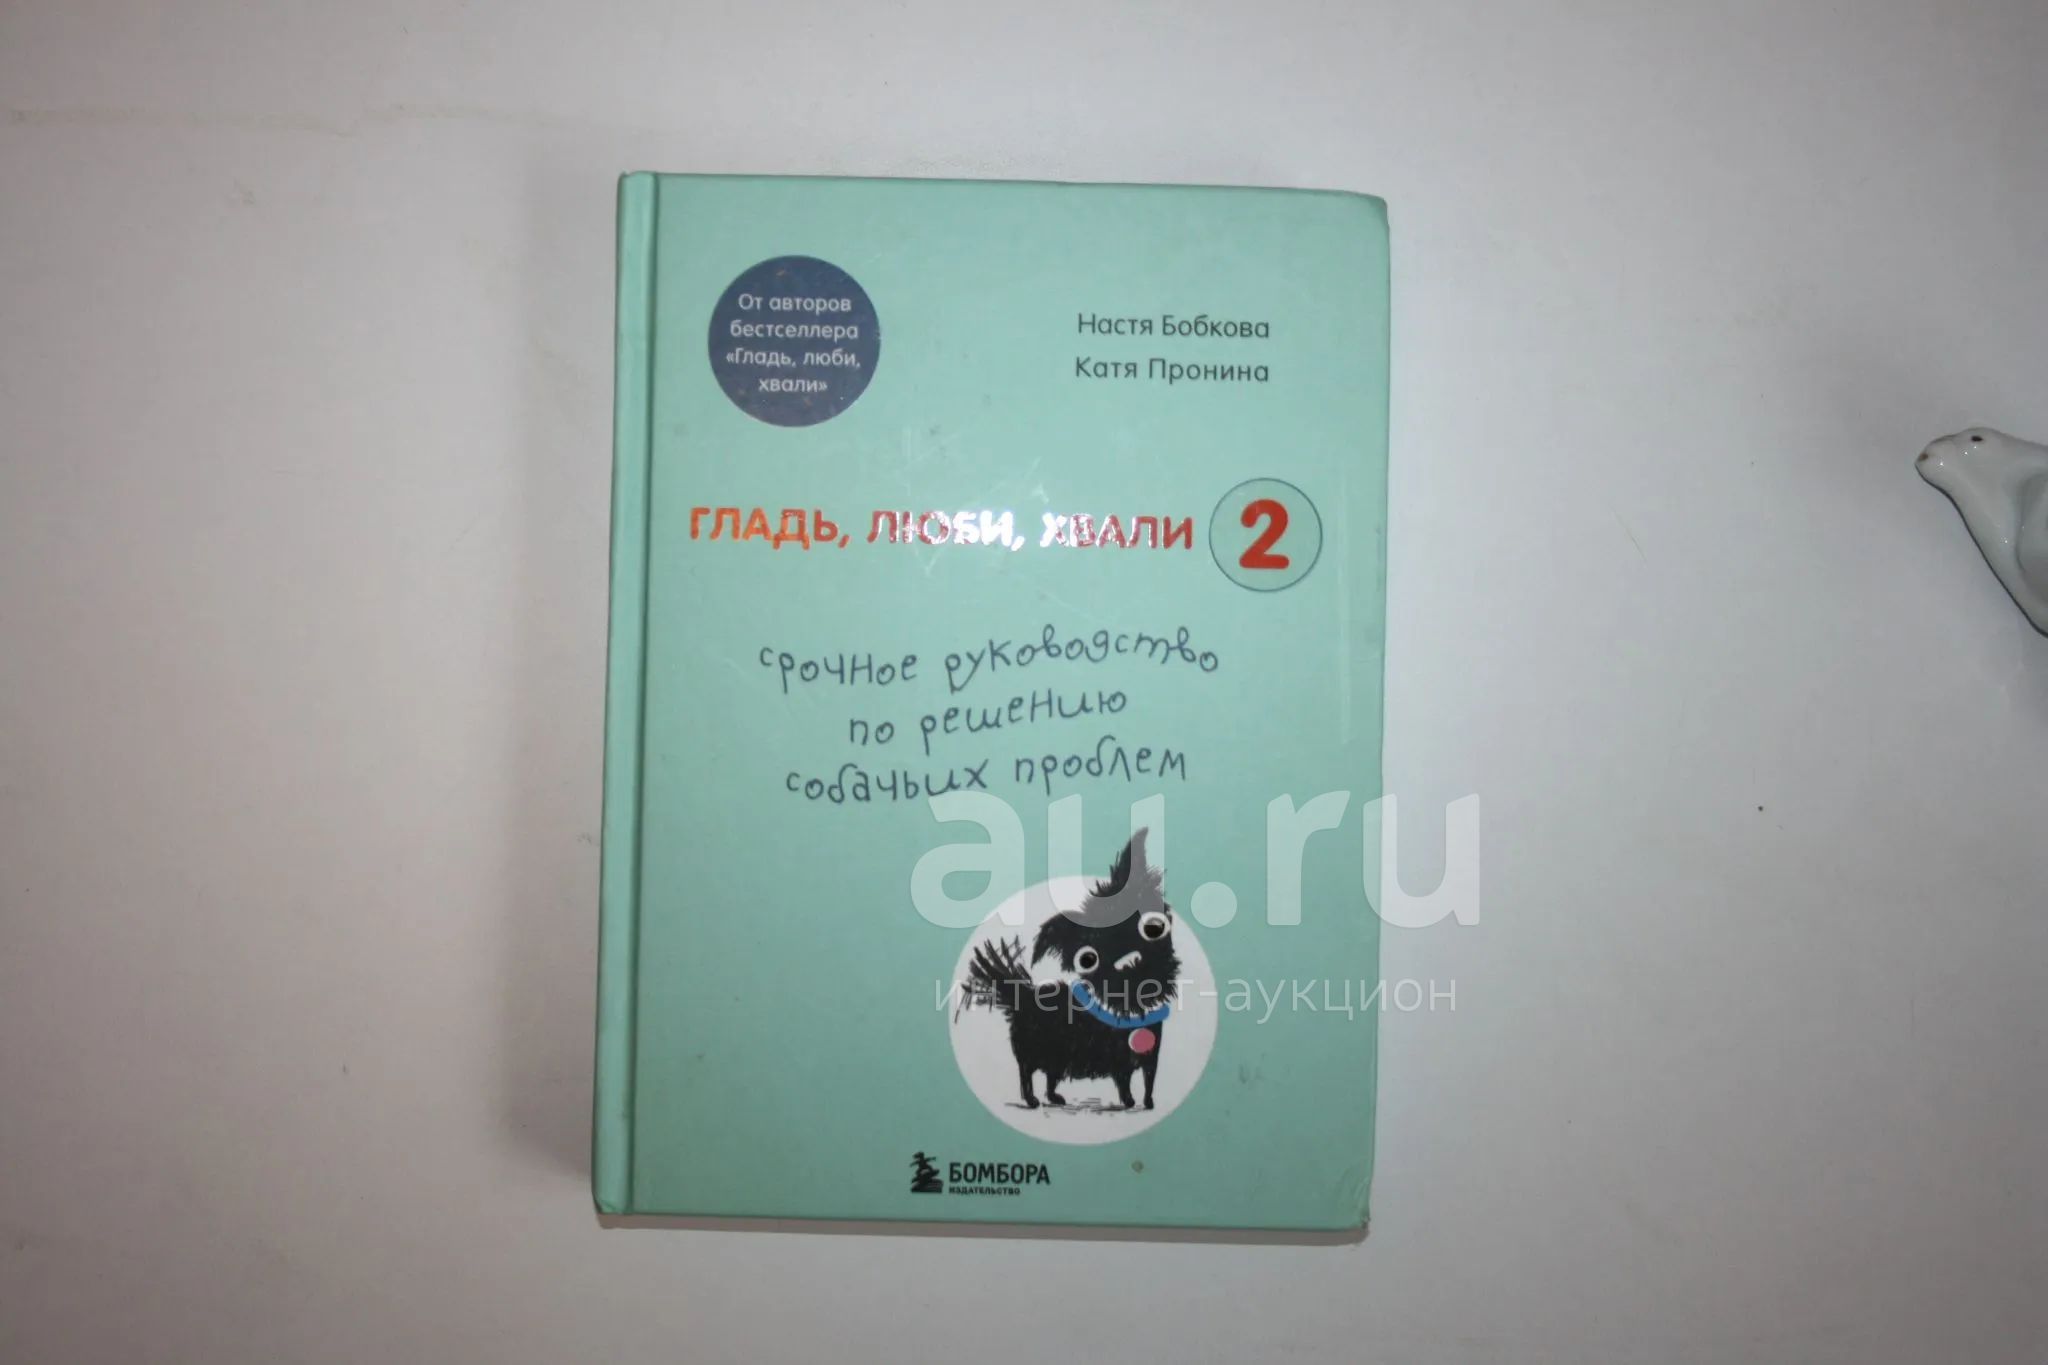 От авторов
бестселлера
«Гладь, люби,
хвали»
Настя Бобкова
Катя Пронина
ГЛАДЬ, ЛЮБИ, ХВАЛИ 2
срочное руководство
по решению
собачьих проблем
au.ru
интернет-аукцион
БОМБОРА
ИЗДАТЕЛЬСТВО